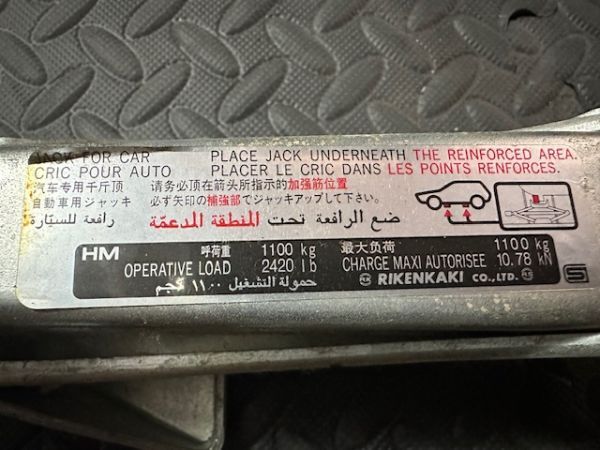 JACK FOR CAR PLACE JACK UNDERNEATH THE REINFORCED AREA.
CRIC POUR AUTO PLACER LE CRIC DANS LES POINTS RENFORCES.
汽车专用千斤顶 请务必顶在箭头所指示的加强筋位置
自動車用ジャッキ 必ず矢印の補強部でジャッキアップして下さい。
رافعة للسيّارة ضع الرافعة تحت المنطقة المدعمّة
HM 呼荷重 1100 kg 最大负荷 1100 kg
OPERATIVE LOAD 2420 lb CHARGE MAXI AUTORISEE 10.78 kN
حمولة التشغيل ١١٠٠ كجم RIKENKAKI CO.,LTD. S